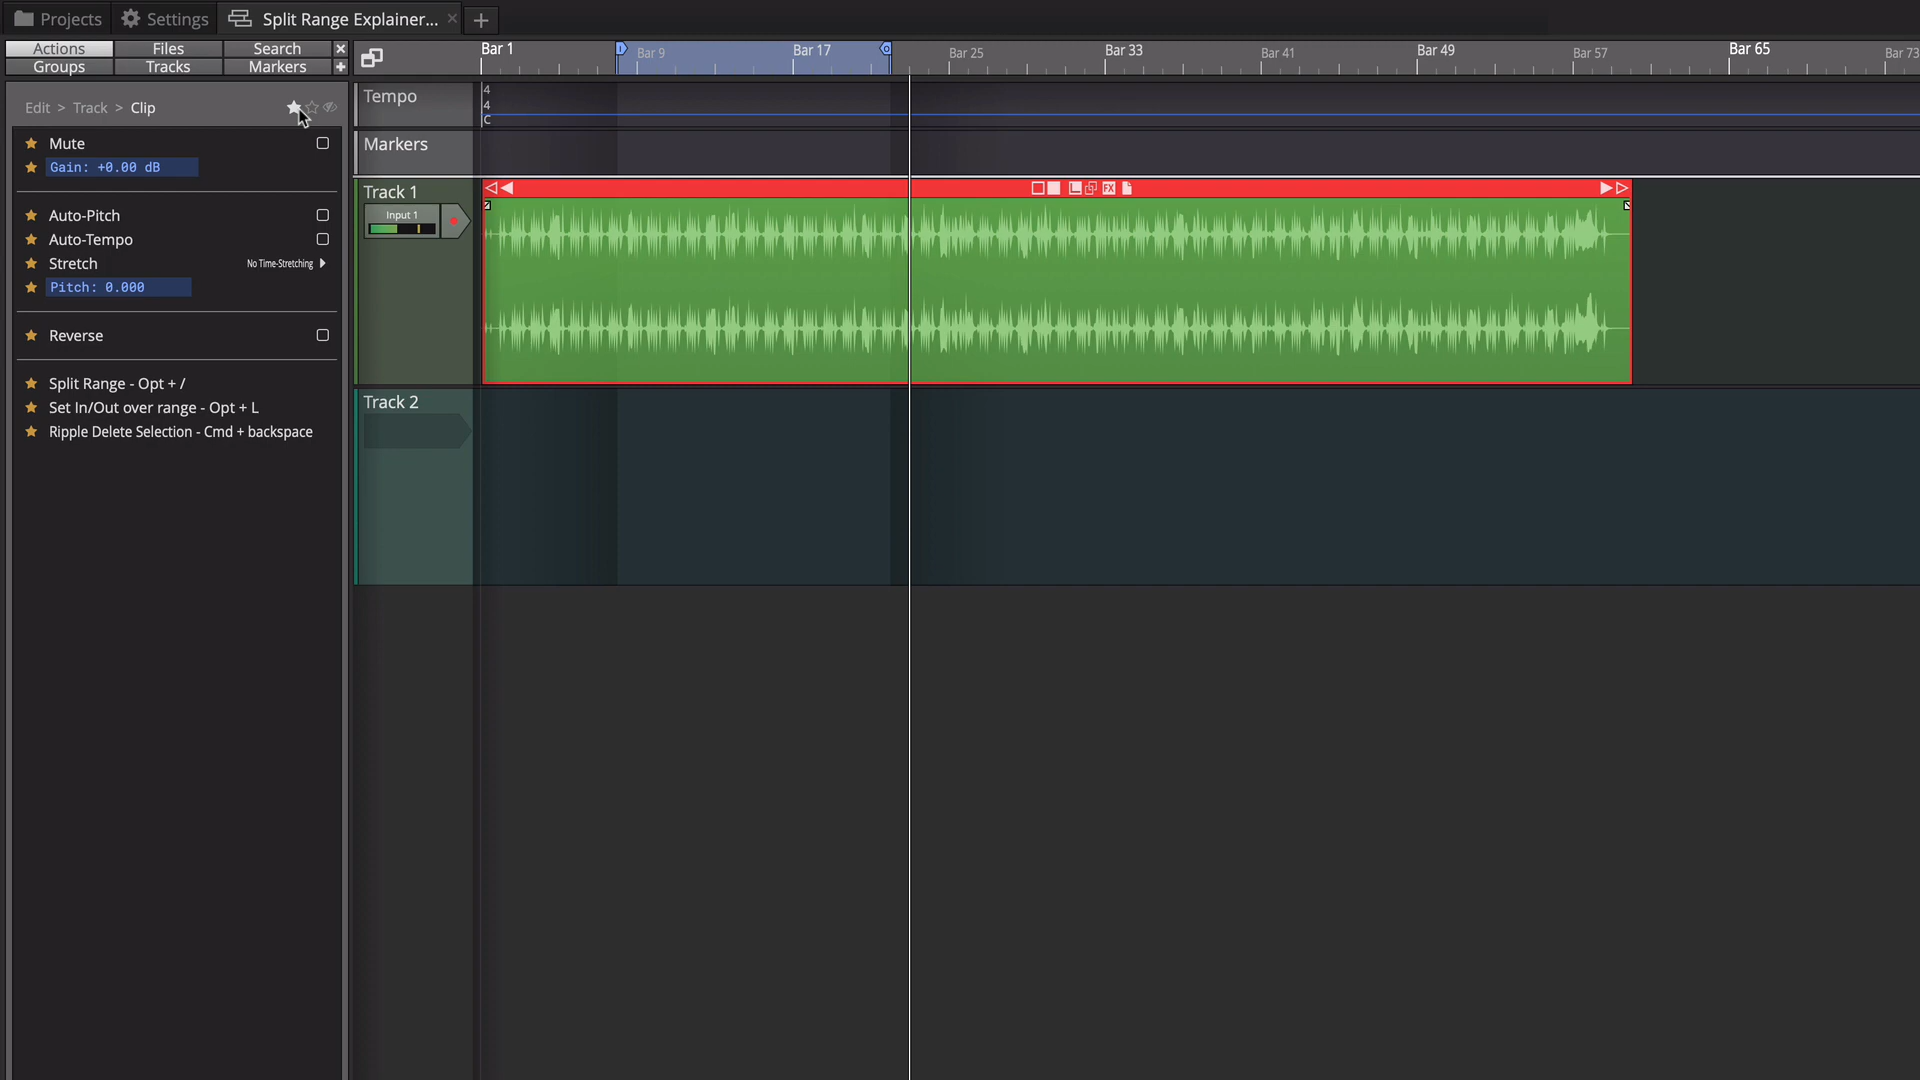 Projects Settings Split Range Explainer...
Actions Files Search
Groups Tracks Markers
Bar 1 Bar 9 Bar 17 Bar 25 Bar 33 Bar 41 Bar 49 Bar 57 Bar 65 Bar 73
Edit > Track > Clip
Mute
Gain: +0.00 dB
Auto-Pitch
Auto-Tempo
Stretch No Time-Stretching
Pitch: 0.000
Reverse
Split Range - Opt + /
Set In/Out over range - Opt + L
Ripple Delete Selection - Cmd + backspace
Tempo
4
4
C
Markers
Track 1
Input 1
FX
Track 2